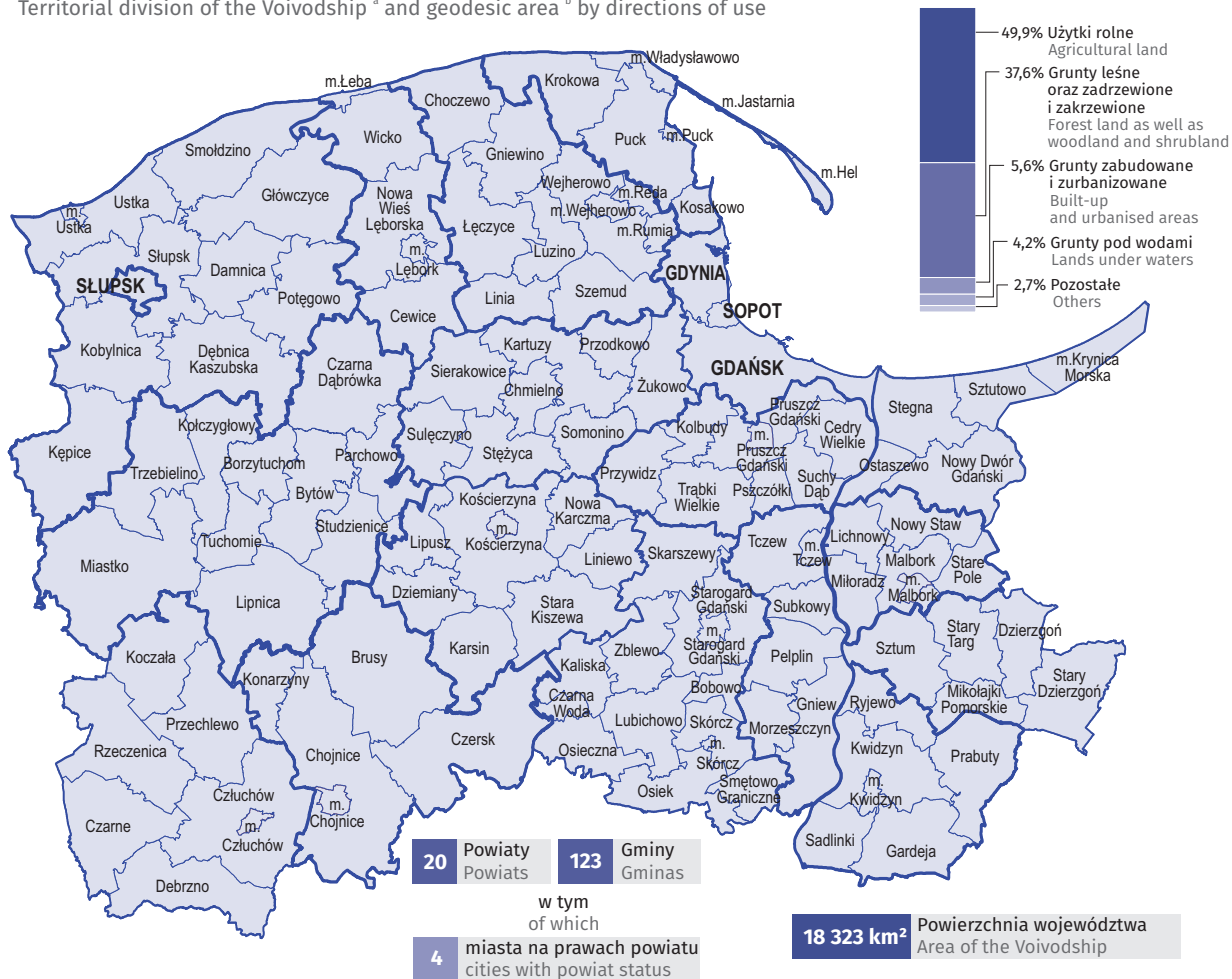 Territorial division of the Voivodship ᵃ and geodesic area ᵇ by directions of use
49,9% Użytki rolne
Agricultural land
37,6% Grunty leśne
oraz zadrzewione
i zakrzewione
Forest land as well as
woodland and shrubland
5,6% Grunty zabudowane
i zurbanizowane
Built-up
and urbanised areas
4,2% Grunty pod wodami
Lands under waters
2,7% Pozostałe
Others
m.Władysławowo
m.Łeba
Krokowa
Choczewo
m.Jastarnia
Wicko
Puck
m.Puck
Smołdzino
Gniewino
m.Hel
Główczyce
Nowa
Wieś
Lęborska
Wejherowo
m.Reda
Ustka
m.
Ustka
m.Wejherowo
Kosakowo
Łęczyce
m.Rumia
Słupsk
Damnica
m.
Lębork
Luzino
SŁUPSK
GDYNIA
Potęgowo
Linia
Szemud
Cewice
SOPOT
Kobylnica
Dębnica
Kaszubska
Czarna
Dąbrówka
Sierakowice
Kartuzy
Przodkowo
Chmielno
Żukowo
GDAŃSK
m.Krynica
Morska
Sztutowo
Stegna
Kołczygłowy
Pruszcz
Gdański
Kępice
Sulęczyno
Somonino
Kolbudy
m.
Pruszcz
Gdański
Cedry
Wielkie
Trzebielino
Borzytuchom
Parchowo
Stężyca
Przywidz
Ostaszewo
Nowy Dwór
Gdański
Bytów
Trąbki
Wielkie
Pszczółki
Suchy
Dąb
Studzienice
Kościerzyna
Nowa
Karczma
m.
Kościerzyna
Tuchomie
Lipusz
Liniewo
Skarszewy
Tczew
m.
Tczew
Lichnowy
Nowy Staw
Miastko
Malbork
Stare
Pole
Miłoradz
m.
Malbork
Lipnica
Dziemiany
Stara
Kiszewa
Starogard
Gdański
Subkowy
Koczała
Brusy
Karsin
Zblewo
m.
Starogard
Gdański
Pelplin
Sztum
Stary
Targ
Dzierzgoń
Konarzyny
Kaliska
Bobowo
Stary
Dzierzgoń
Czarna
Woda
Mikołajki
Pomorskie
Przechlewo
Lubichowo
Skórcz
Gniew
Ryjewo
Rzeczenica
Chojnice
Czersk
Osieczna
m.
Skórcz
Morzeszczyn
Kwidzyn
Prabuty
Człuchów
m.
Chojnice
Osiek
Smętowo
Graniczne
m.
Kwidzyn
Czarne
m.
Człuchów
Sadlinki
Gardeja
Debrzno
20 Powiaty
Powiats
123 Gminy
Gminas
w tym
of which
4 miasta na prawach powiatu
cities with powiat status
18 323 km² Powierzchnia województwa
Area of the Voivodship